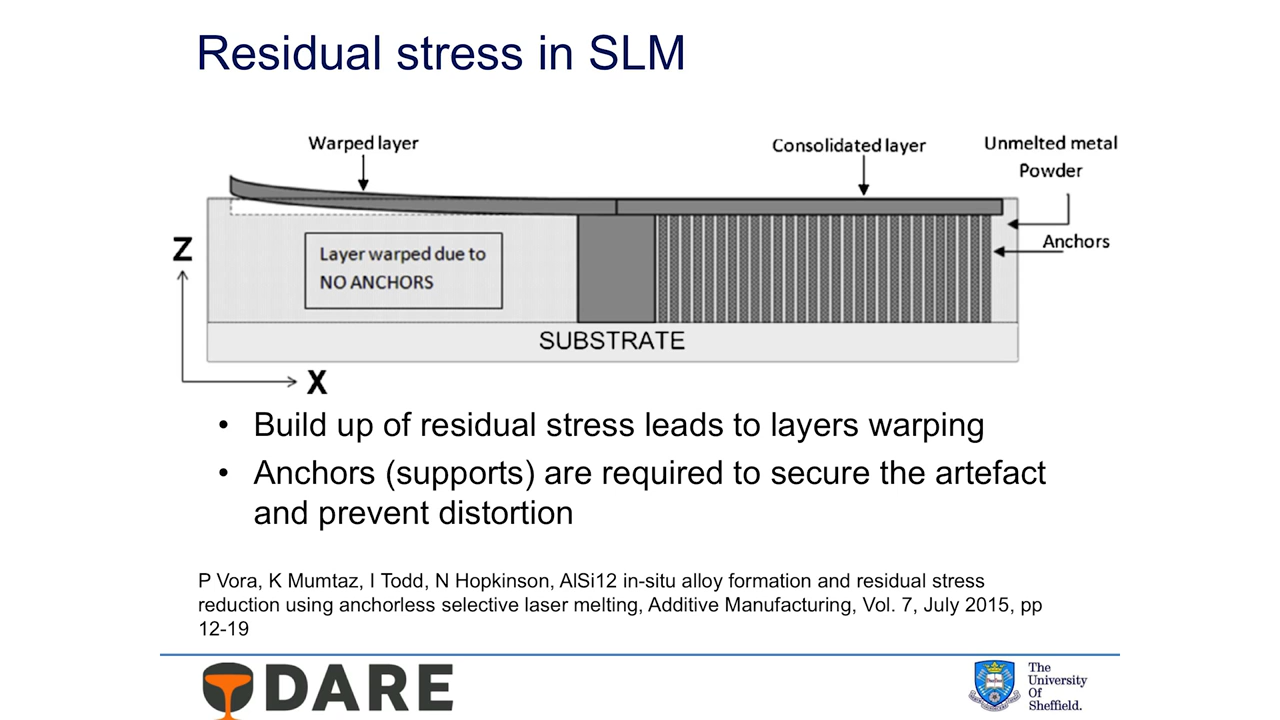 Residual stress in SLM
Warped layer
Consolidated layer
Unmelted metal
Powder
Anchors
Z
Layer warped due to
NO ANCHORS
SUBSTRATE
X
• Build up of residual stress leads to layers warping
• Anchors (supports) are required to secure the artefact
and prevent distortion
P Vora, K Mumtaz, I Todd, N Hopkinson, AlSi12 in-situ alloy formation and residual stress
reduction using anchorless selective laser melting, Additive Manufacturing, Vol. 7, July 2015, pp
12-19
DARE
The
University
Of
Sheffield.